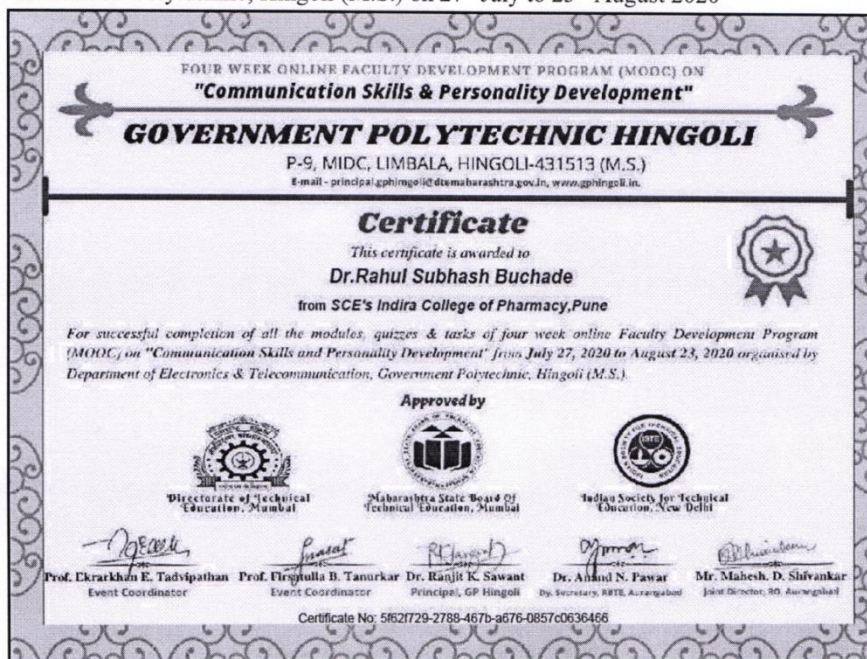 FOUR WEEK ONLINE FACULTY DEVELOPMENT PROGRAM (MOOC) ON
"Communication Skills & Personality Development"
GOVERNMENT POLYTECHNIC HINGOLI
P-9, MIDC, LIMBALA, HINGOLI-431513 (M.S.)
E-mail - principal.gphimgoli@dtemaharashtra.gov.in, www.gphingoli.in.
Certificate
This certificate is awarded to
Dr.Rahul Subhash Buchade
from SCE's Indira College of Pharmacy,Pune
For successful completion of all the modules, quizzes & tasks of four week online Faculty Development Program
(MOOC) on "Communication Skills and Personality Development" from July 27, 2020 to August 23, 2020 organised by
Department of Electronics & Telecommunication, Government Polytechnic, Hingoli (M.S.).
Approved by
ISTE
Directorate of Technical Education, Mumbai
Maharashtra State Board Of Technical Education, Mumbai
Indian Society for Technical Education, New Delhi
Prof. Ekrarkhan E. Tadvipathan Prof. Firsatulla B. Tanurkar Dr. Ranjit K. Sawant Dr. Anand N. Pawar Mr. Mahesh. D. Shivankar
Event Coordinator Event Coordinator Principal, GP Hingoli Dy. Secretary, RBTE, Aurangabad Joint Director, RO, Aurangabad
Certificate No: 5f62f729-2788-467b-a676-0857c0636466